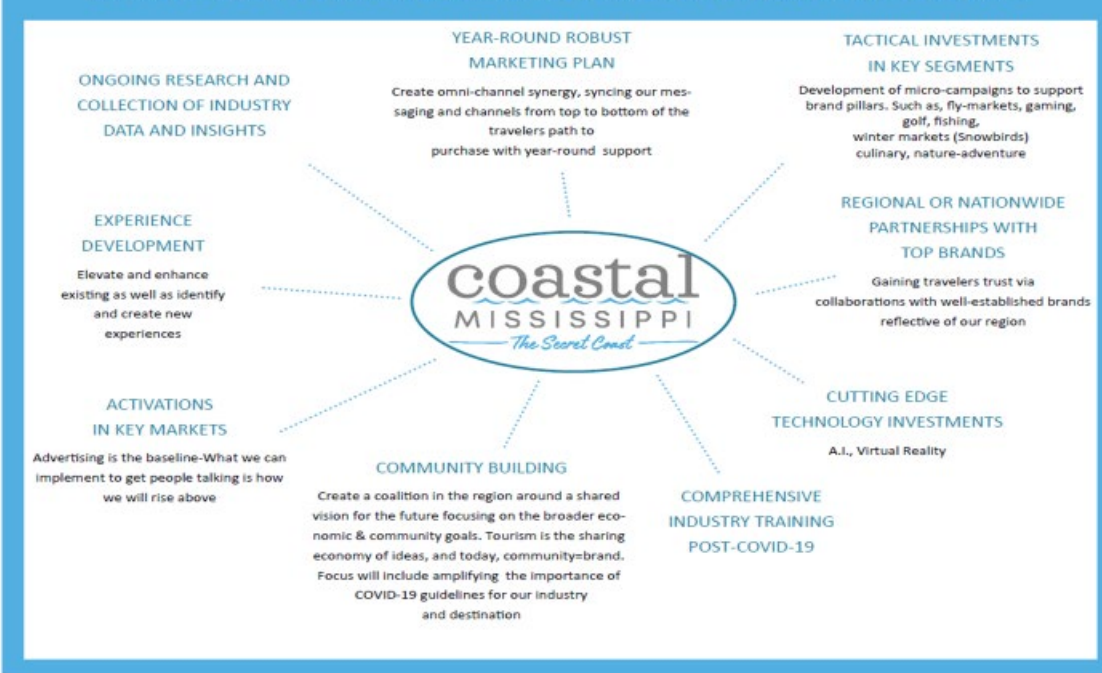 YEAR-ROUND ROBUST
MARKETING PLAN
Create omni-channel synergy, syncing our mes-
saging and channels from top to bottom of the
travelers path to
purchase with year-round support
TACTICAL INVESTMENTS
IN KEY SEGMENTS
Development of micro-campaigns to support
brand pillars. Such as, fly-markets, gaming,
golf, fishing,
winter markets (Snowbirds)
culinary, nature-adventure
ONGOING RESEARCH AND
COLLECTION OF INDUSTRY
DATA AND INSIGHTS
REGIONAL OR NATIONWIDE
PARTNERSHIPS WITH
TOP BRANDS
Gaining travelers trust via
collaborations with well-established brands
reflective of our region
EXPERIENCE
DEVELOPMENT
Elevate and enhance
existing as well as identify
and create new
experiences
coastal
MISSISSIPPI
The Secret Coast
CUTTING EDGE
TECHNOLOGY INVESTMENTS
A.I., Virtual Reality
ACTIVATIONS
IN KEY MARKETS
Advertising is the baseline-What we can
implement to get people talking is how
we will rise above
COMMUNITY BUILDING
Create a coalition in the region around a shared
vision for the future focusing on the broader eco-
nomic & community goals. Tourism is the sharing
economy of ideas, and today, community=brand.
Focus will include amplifying the importance of
COVID-19 guidelines for our industry
and destination
COMPREHENSIVE
INDUSTRY TRAINING
POST-COVID-19